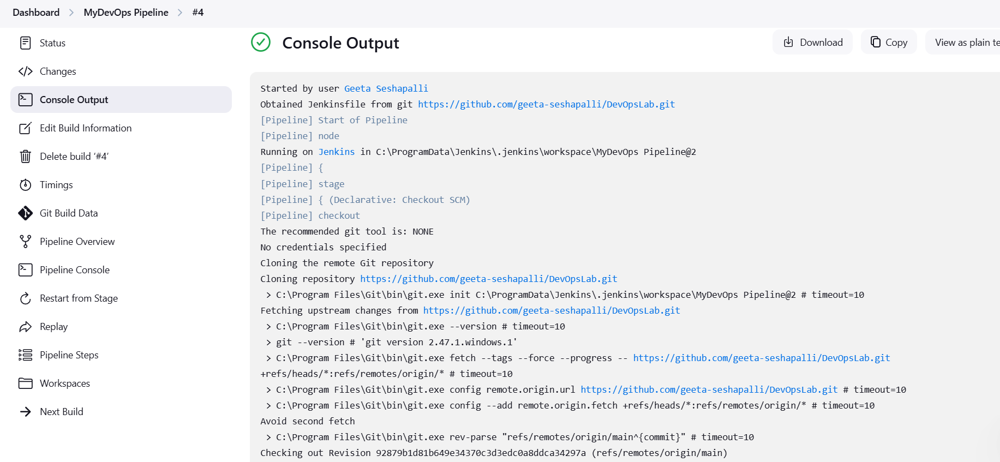 Dashboard > MyDevOps Pipeline > #4
Status
Changes
Console Output
Edit Build Information
Delete build ‘#4’
Timings
Git Build Data
Pipeline Overview
Pipeline Console
Restart from Stage
Replay
Pipeline Steps
Workspaces
Next Build
Console Output
Download
Copy
View as plain te
Started by user Geeta Seshapalli
Obtained Jenkinsfile from git https://github.com/geeta-seshapalli/DevOpsLab.git
[Pipeline] Start of Pipeline
[Pipeline] node
Running on Jenkins in C:\ProgramData\Jenkins\.jenkins\workspace\MyDevOps Pipeline@2
[Pipeline] {
[Pipeline] stage
[Pipeline] { (Declarative: Checkout SCM)
[Pipeline] checkout
The recommended git tool is: NONE
No credentials specified
Cloning the remote Git repository
Cloning repository https://github.com/geeta-seshapalli/DevOpsLab.git
> C:\Program Files\Git\bin\git.exe init C:\ProgramData\Jenkins\.jenkins\workspace\MyDevOps Pipeline@2 # timeout=10
Fetching upstream changes from https://github.com/geeta-seshapalli/DevOpsLab.git
> C:\Program Files\Git\bin\git.exe --version # timeout=10
> git --version # 'git version 2.47.1.windows.1'
> C:\Program Files\Git\bin\git.exe fetch --tags --force --progress -- https://github.com/geeta-seshapalli/DevOpsLab.git
+refs/heads/*:refs/remotes/origin/* # timeout=10
> C:\Program Files\Git\bin\git.exe config remote.origin.url https://github.com/geeta-seshapalli/DevOpsLab.git # timeout=10
> C:\Program Files\Git\bin\git.exe config --add remote.origin.fetch +refs/heads/*:refs/remotes/origin/* # timeout=10
Avoid second fetch
> C:\Program Files\Git\bin\git.exe rev-parse "refs/remotes/origin/main^{commit}" # timeout=10
Checking out Revision 92879b1d81b649e34370c3d3edc0a8ddca34297a (refs/remotes/origin/main)